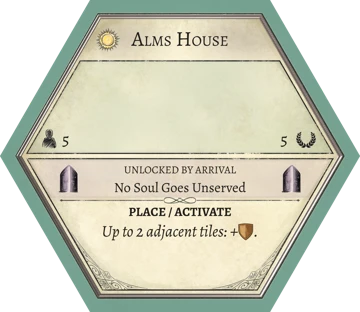 Alms House
5 5
UNLOCKED BY ARRIVAL
No Soul Goes Unserved
PLACE / ACTIVATE
Up to 2 adjacent tiles: + .